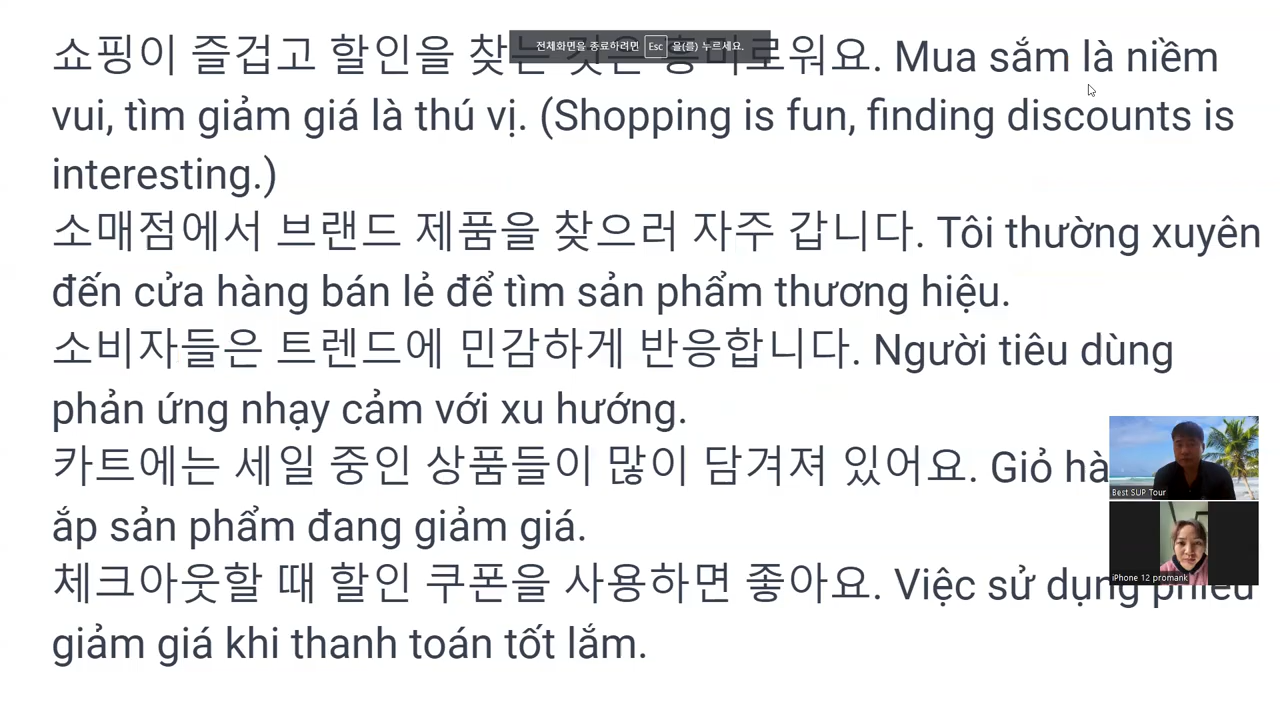 전체화면을 종료하려면 Esc 을(를) 누르세요.
쇼핑이 즐겁고 할인을 찾는 것은 흥미로워요. Mua sắm là niềm
vui, tìm giảm giá là thú vị. (Shopping is fun, finding discounts is
interesting.)
소매점에서 브랜드 제품을 찾으러 자주 갑니다. Tôi thường xuyên
đến cửa hàng bán lẻ để tìm sản phẩm thương hiệu.
소비자들은 트렌드에 민감하게 반응합니다. Người tiêu dùng
phản ứng nhạy cảm với xu hướng.
카트에는 세일 중인 상품들이 많이 담겨져 있어요. Giỏ
ắp sản phẩm đang giảm giá.
체크아웃할 때 할인 쿠폰을 사용하면 좋아요. Việc sử dụng phiếu
giảm giá khi thanh toán tốt lắm.
Best SUP Tour
iPhone 12 promank